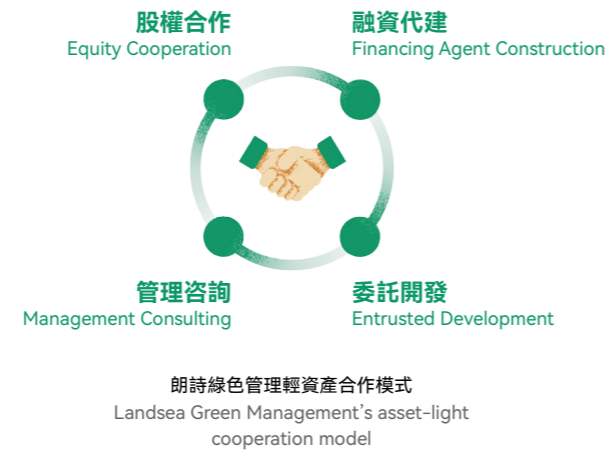 股權合作
Equity Cooperation
融資代建
Financing Agent Construction
管理咨詢
Management Consulting
委託開發
Entrusted Development
朗詩綠色管理輕資產合作模式
Landsea Green Management's asset-light
cooperation model